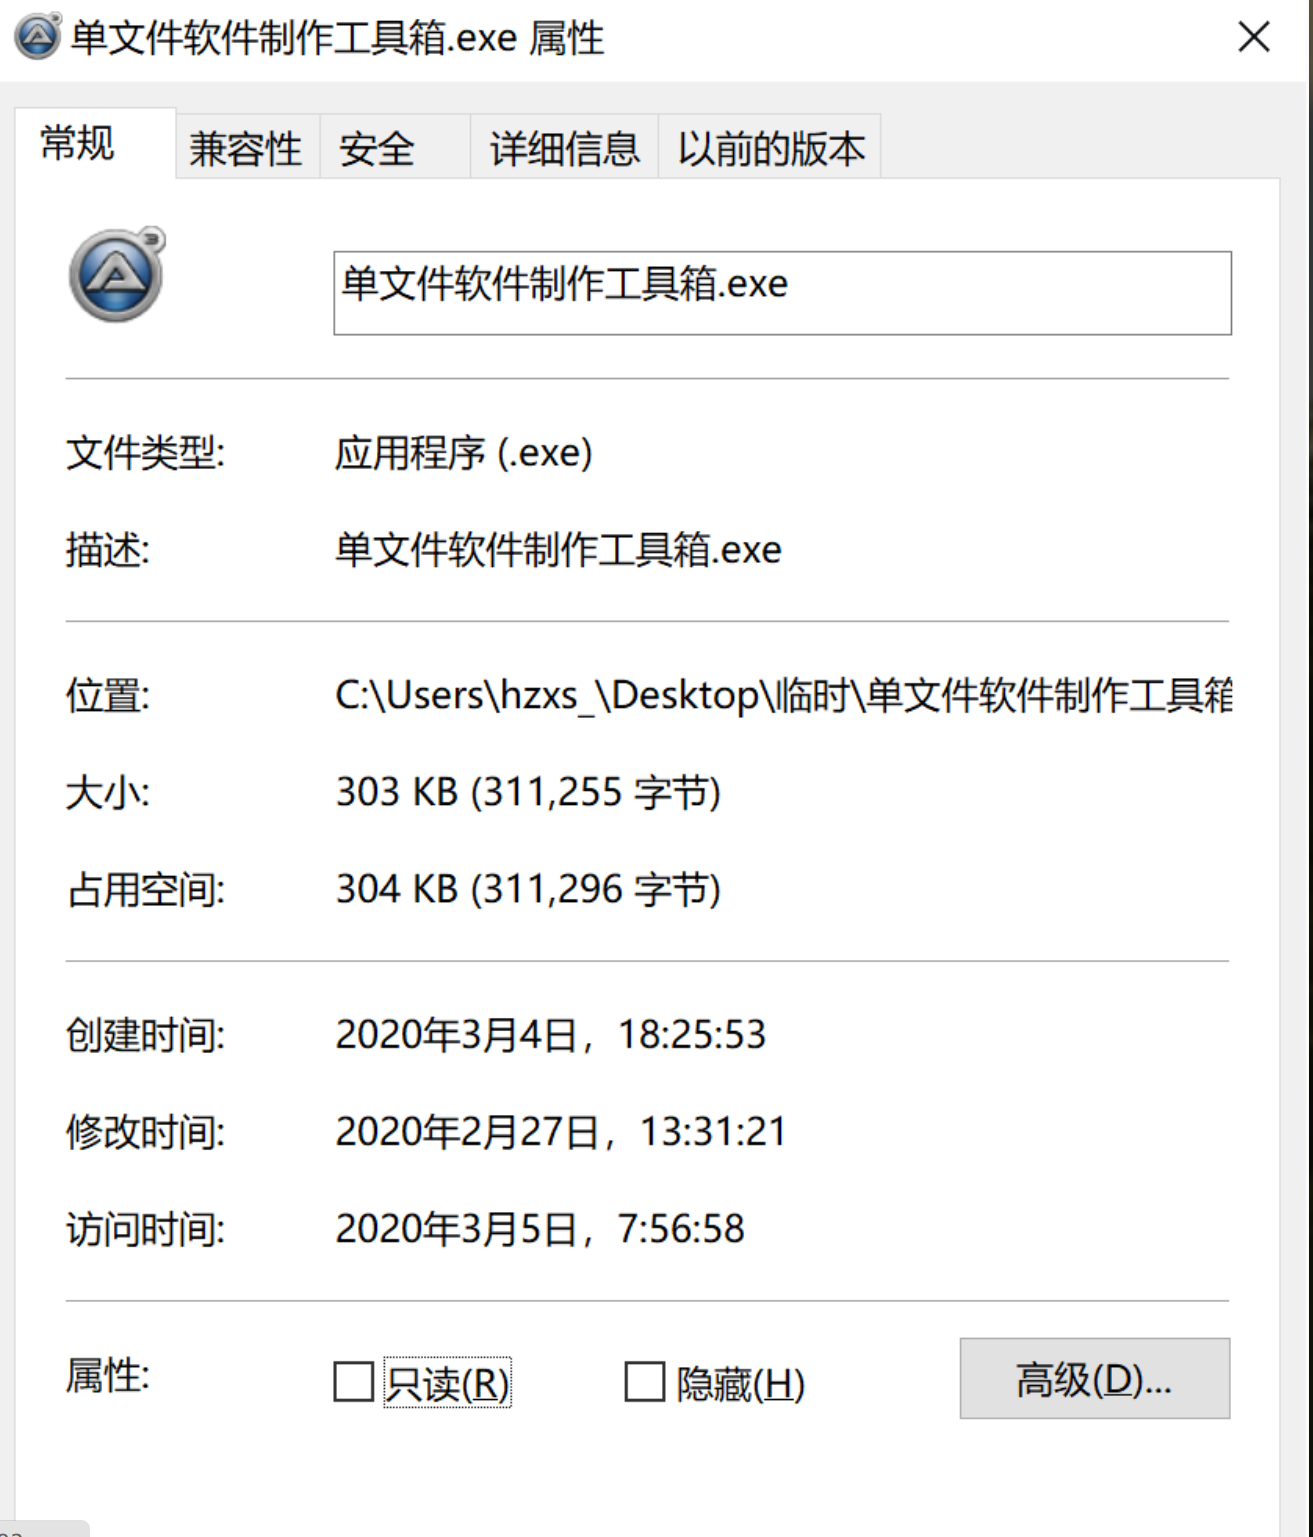 单文件软件制作工具箱.exe 属性
常规 兼容性 安全 详细信息 以前的版本
单文件软件制作工具箱.exe
文件类型: 应用程序 (.exe)
描述: 单文件软件制作工具箱.exe
位置: C:\Users\hzxs_\Desktop\临时\单文件软件制作工具箱
大小: 303 KB (311,255 字节)
占用空间: 304 KB (311,296 字节)
创建时间: 2020年3月4日，18:25:53
修改时间: 2020年2月27日，13:31:21
访问时间: 2020年3月5日，7:56:58
属性: 只读(R) 隐藏(H) 高级(D)...